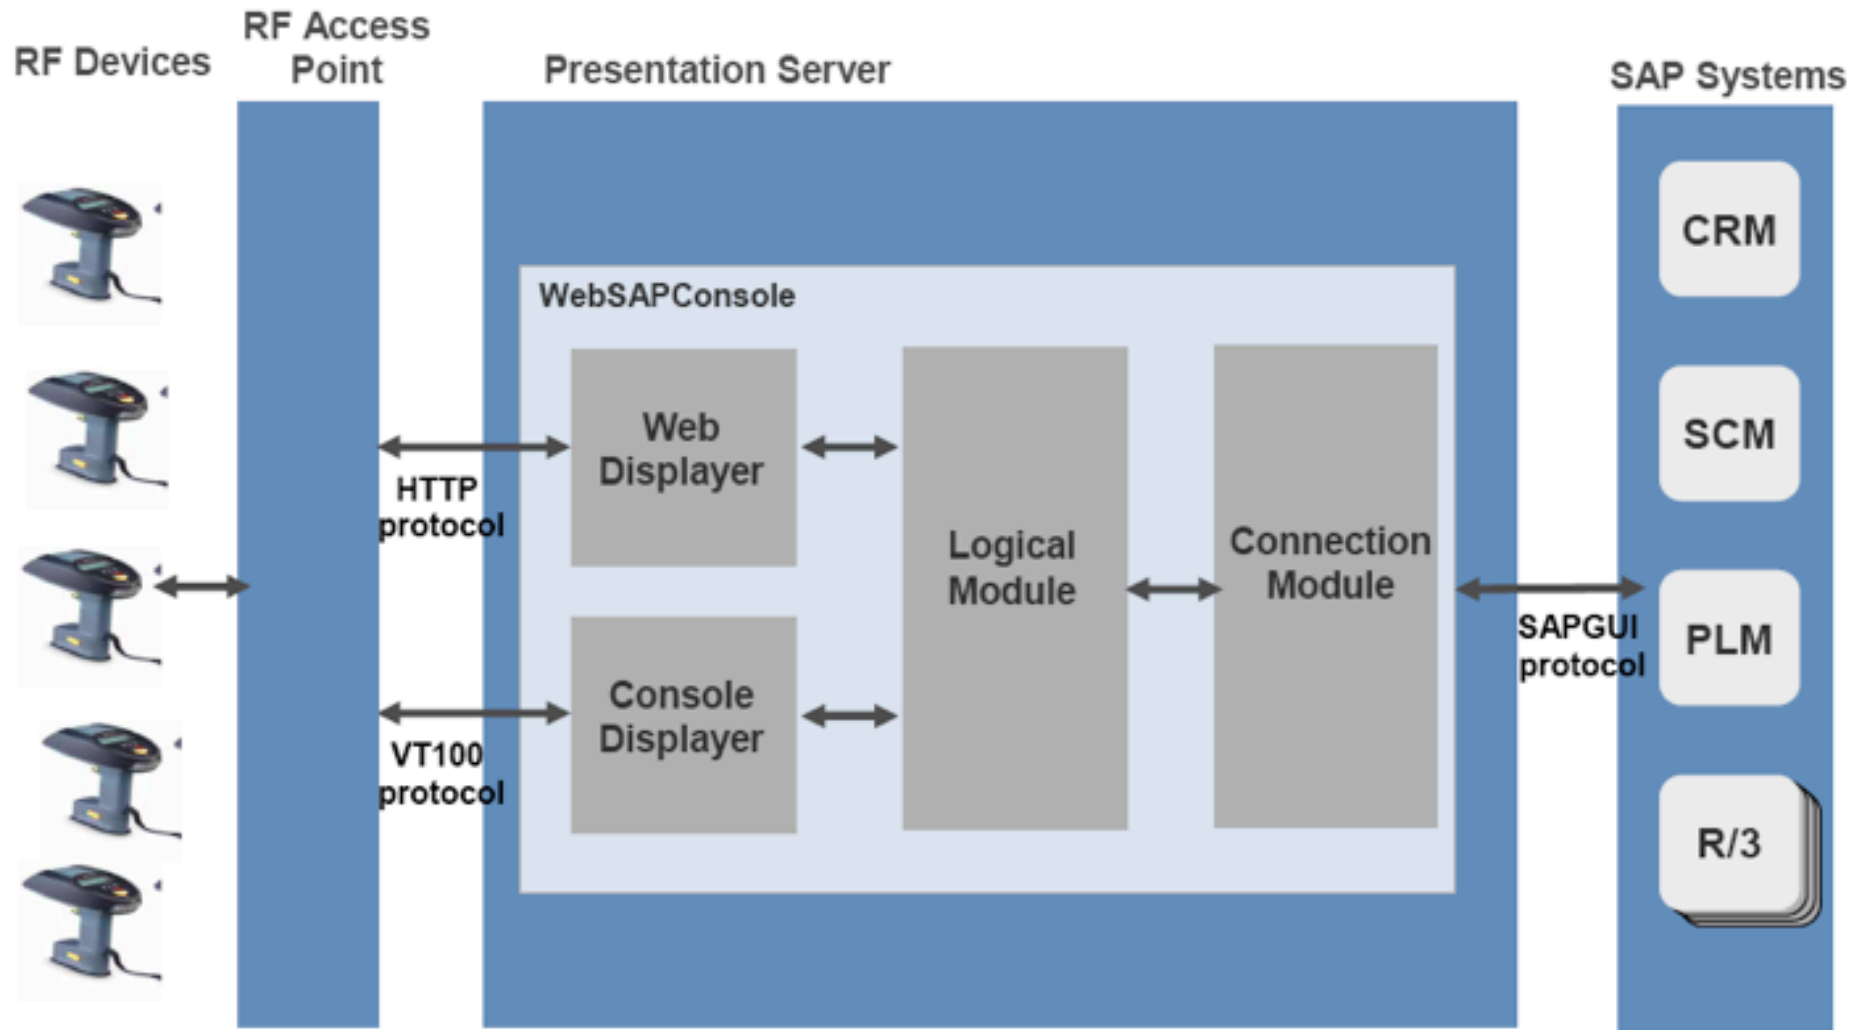 RF Devices
RF Access
Point
Presentation Server
SAP Systems
WebSAPConsole
Web
Displayer
HTTP
protocol
Console
Displayer
VT100
protocol
Logical
Module
Connection
Module
SAPGUI
protocol
CRM
SCM
PLM
R/3